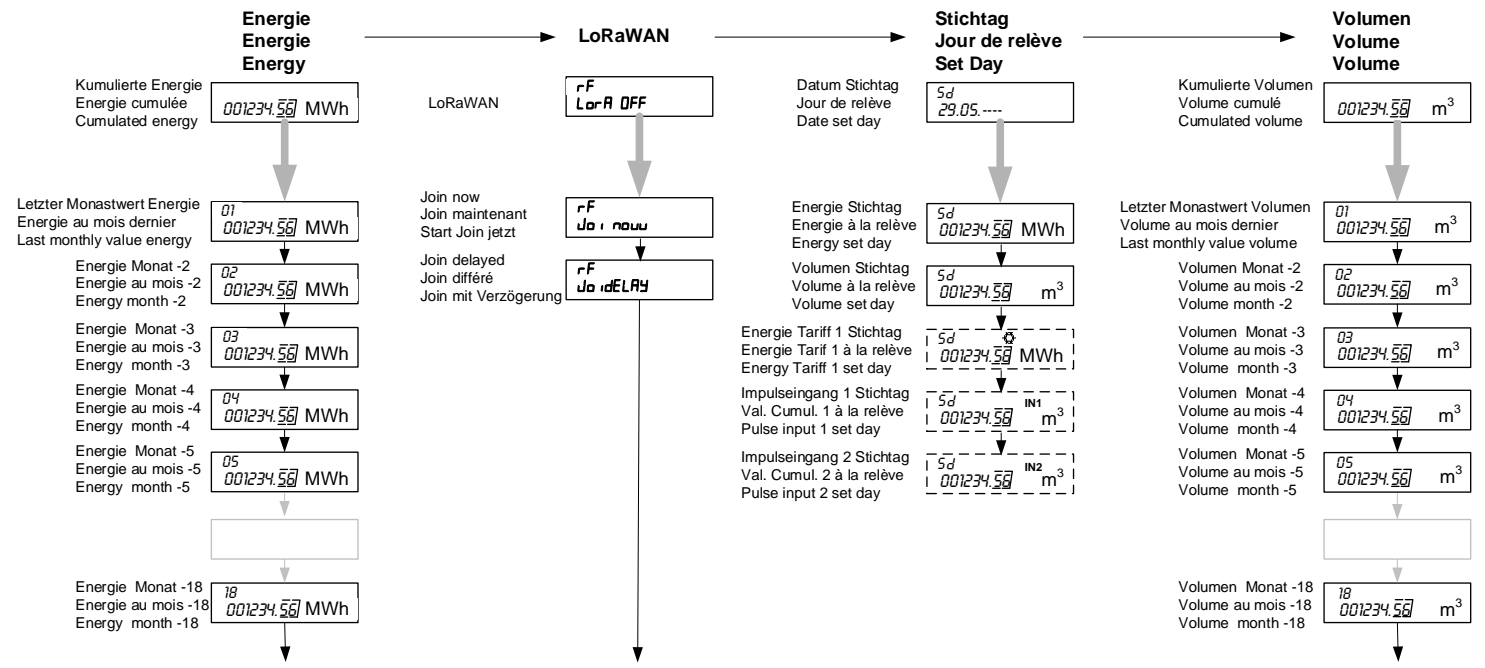 Energie
Energie
Energy
Kumulierte Energie
Energie cumulée
Cumulated energy
001234.56 MWh
Letzter Monastwert Energie
Energie au mois dernier
Last monthly value energy
01
001234.56 MWh
Energie Monat -2
Energie au mois -2
Energy month -2
02
001234.56 MWh
Energie Monat -3
Energie au mois -3
Energy month -3
03
001234.56 MWh
Energie Monat -4
Energie au mois -4
Energy month -4
04
001234.56 MWh
Energie Monat -5
Energie au mois -5
Energy month -5
05
001234.56 MWh
Energie Monat -18
Energie au mois -18
Energy month -18
18
001234.56 MWh
LoRaWAN
LoRaWAN
rF
LorA OFF
Join now
Join maintenant
Start Join jetzt
rF
Joi nouu
Join delayed
Join différé
Join mit Verzögerung
rF
JoidELAY
Stichtag
Jour de relève
Set Day
Datum Stichtag
Jour de relève
Date set day
Sd
29.05.----
Energie Stichtag
Energie à la relève
Energy set day
Sd
001234.56 MWh
Volumen Stichtag
Volume à la relève
Volume set day
Sd
001234.56 m³
Energie Tariff 1 Stichtag
Energie Tarif 1 à la relève
Energy Tariff 1 set day
Sd
001234.56 MWh
Impulseingang 1 Stichtag
Val. Cumul. 1 à la relève
Pulse input 1 set day
Sd IN1
001234.56 m³
Impulseingang 2 Stichtag
Val. Cumul. 2 à la relève
Pulse input 2 set day
Sd IN2
001234.56 m³
Volumen
Volume
Volume
Kumulierte Volumen
Volume cumulé
Cumulated volume
001234.56 m³
Letzter Monastwert Volumen
Volume au mois dernier
Last monthly value volume
01
001234.56 m³
Volumen Monat -2
Volume au mois -2
Volume month -2
02
001234.56 m³
Volumen Monat -3
Volume au mois -3
Volume month -3
03
001234.56 m³
Volumen Monat -4
Volume au mois -4
Volume month -4
04
001234.56 m³
Volumen Monat -5
Volume au mois -5
Volume month -5
05
001234.56 m³
Volumen Monat -18
Volume au mois -18
Volume month -18
18
001234.56 m³